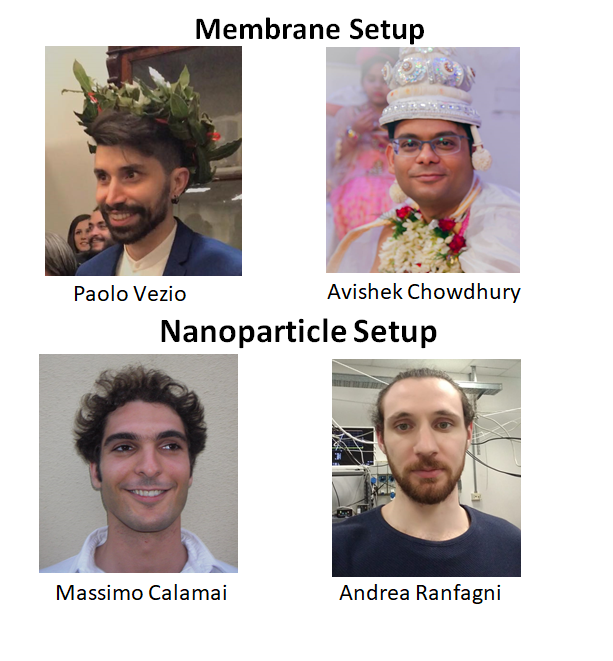 Membrane Setup
Paolo Vezio
Avishek Chowdhury
Nanoparticle Setup
Massimo Calamai
Andrea Ranfagni